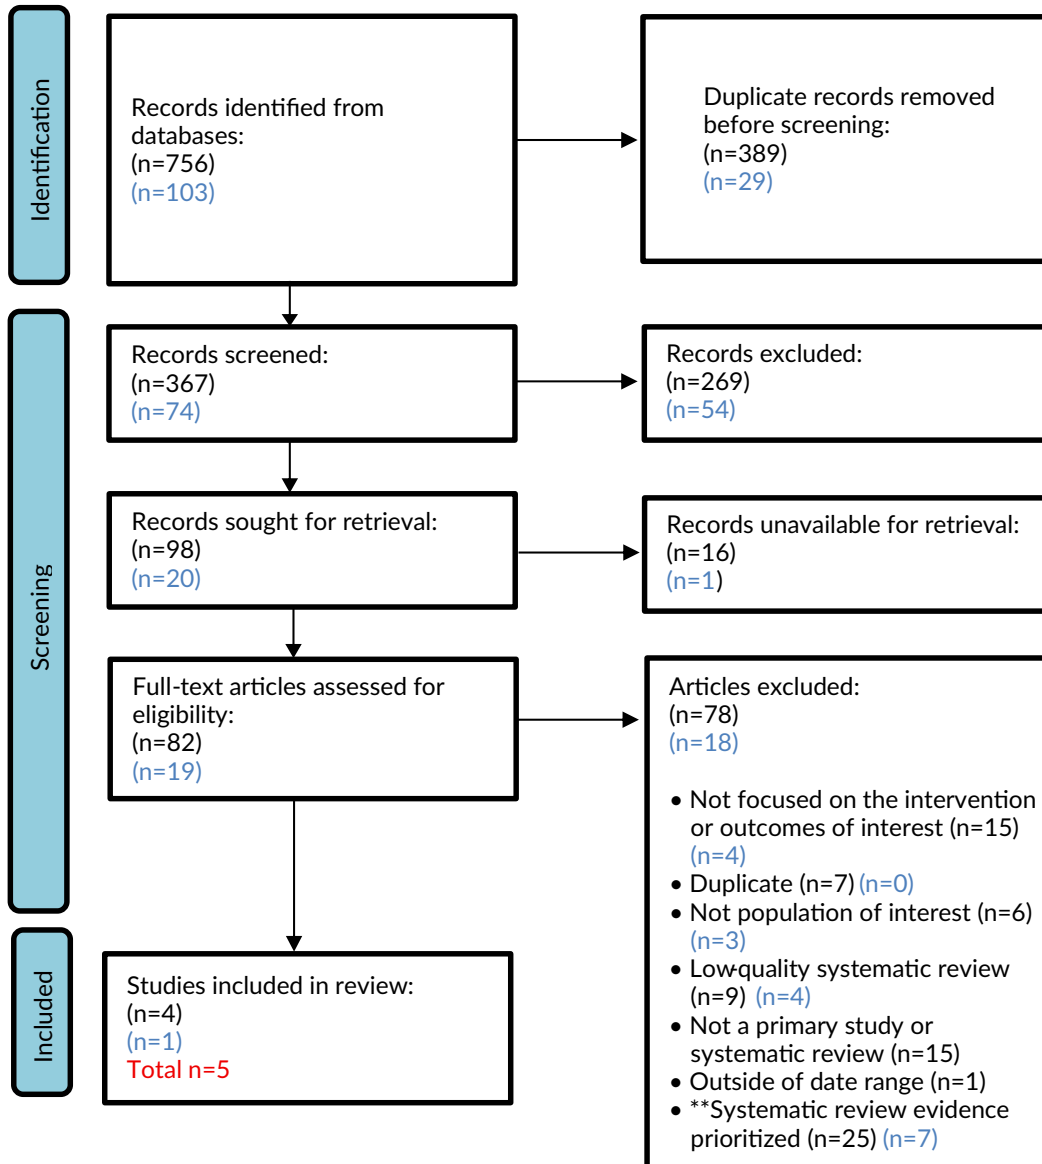 Identification
Records identified from
databases:
(n=756)
(n=103)
Duplicate records removed
before screening:
(n=389)
(n=29)
Screening
Records screened:
(n=367)
(n=74)
Records excluded:
(n=269)
(n=54)
Records sought for retrieval:
(n=98)
(n=20)
Records unavailable for retrieval:
(n=16)
(n=1)
Full-text articles assessed for
eligibility:
(n=82)
(n=19)
Articles excluded:
(n=78)
(n=18)
• Not focused on the intervention
or outcomes of interest (n=15)
(n=4)
• Duplicate (n=7) (n=0)
• Not population of interest (n=6)
(n=3)
• Low-quality systematic review
(n=9) (n=4)
• Not a primary study or
systematic review (n=15)
• Outside of date range (n=1)
• **Systematic review evidence
prioritized (n=25) (n=7)
Included
Studies included in review:
(n=4)
(n=1)
Total n=5